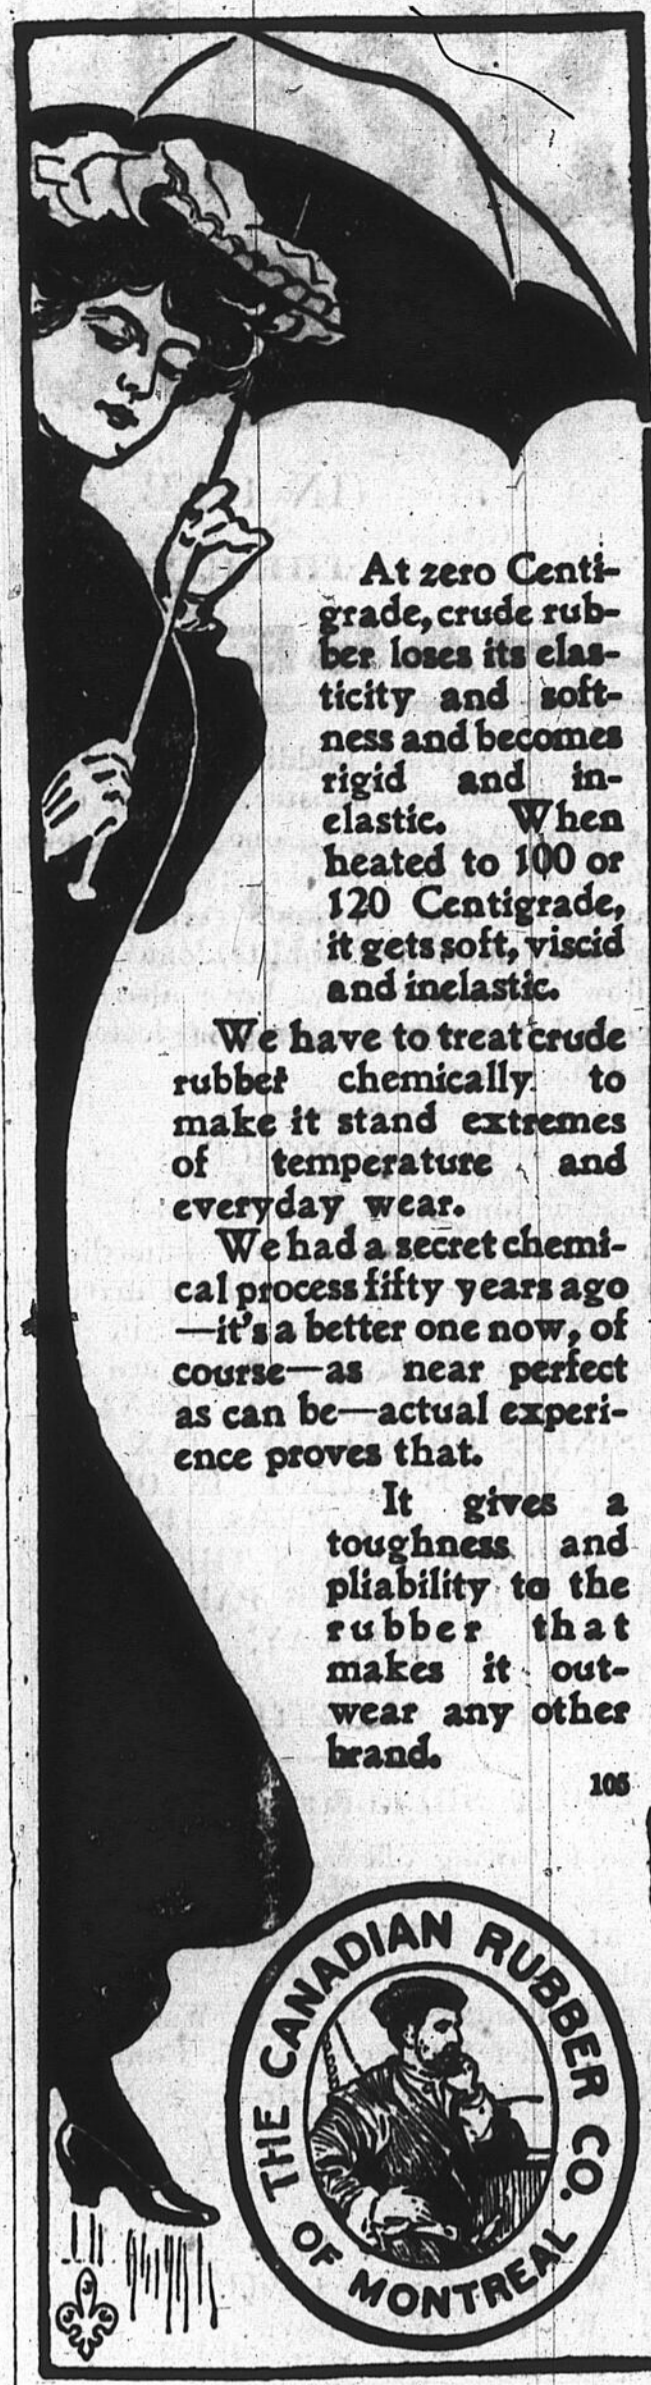 At zero Centi-
grade, crude rub-
ber loses its elas-
ticity and soft-
ness and becomes
rigid and in-
elastic. When
heated to 100 or
120 Centigrade,
it gets soft, viscid
and inelastic.
We have to treat crude
rubber chemically to
make it stand extremes
of temperature and
everyday wear.
We had a secret chemi-
cal process fifty years ago
—it's a better one now, of
course—as near perfect
as can be—actual experi-
ence proves that.
It gives a
toughness and
pliability to the
rubber that
makes it out-
wear any other
brand.
105
THE CANADIAN RUBBER CO.
OF MONTREAL